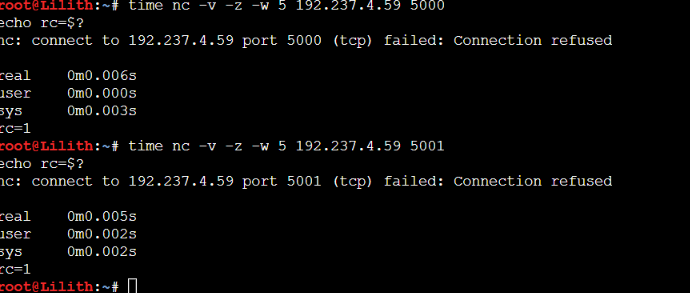 root@Lilith:~# time nc -v -z -w 5 192.237.4.59 5000
echo rc=$?
nc: connect to 192.237.4.59 port 5000 (tcp) failed: Connection refused
real    0m0.006s
user    0m0.000s
sys     0m0.003s
rc=1
root@Lilith:~# time nc -v -z -w 5 192.237.4.59 5001
echo rc=$?
nc: connect to 192.237.4.59 port 5001 (tcp) failed: Connection refused
real    0m0.005s
user    0m0.002s
sys     0m0.002s
rc=1
root@Lilith:~#